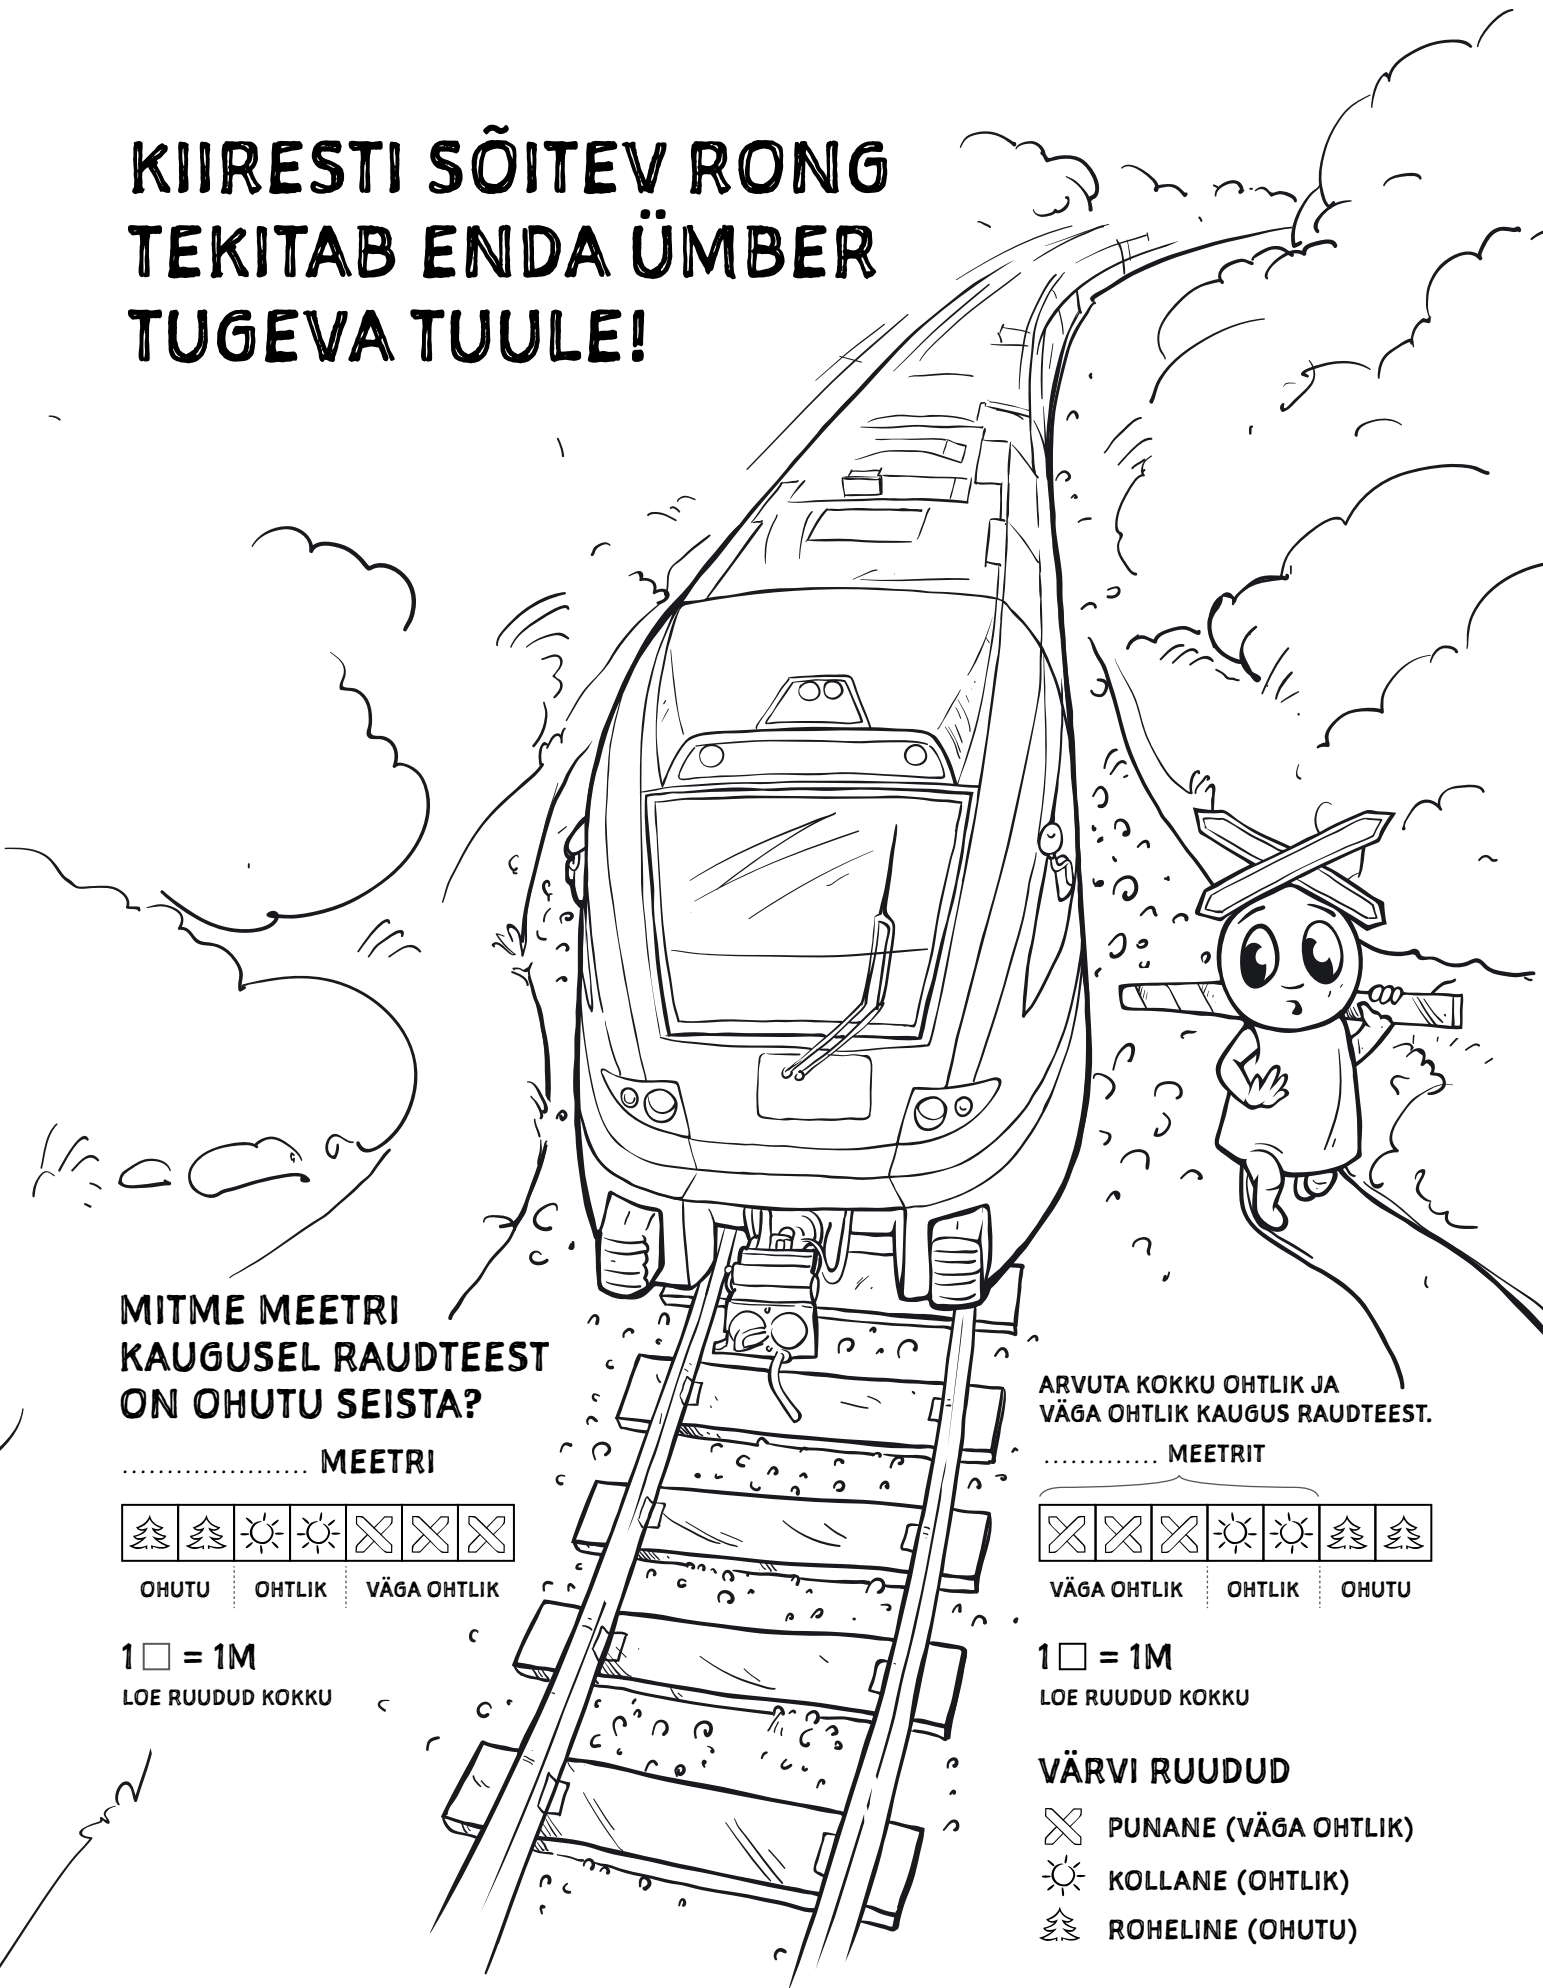 KIIRESTI SÕITEV RONG
TEKITAB ENDA ÜMBER
TUGEVA TUULE!
MITME MEETRI
KAUGUSEL RAUDTEEST
ON OHUTU SEISTA?
..................... MEETRI
OHUTU OHTLIK VÄGA OHTLIK
1 □ = 1M
LOE RUUDUD KOKKU
ARVUTA KOKKU OHTLIK JA
VÄGA OHTLIK KAUGUS RAUDTEEST.
............. MEETRIT
VÄGA OHTLIK OHTLIK OHUTU
1 □ = 1M
LOE RUUDUD KOKKU
VÄRVI RUUDUD
PUNANE (VÄGA OHTLIK)
KOLLANE (OHTLIK)
ROHELINE (OHUTU)